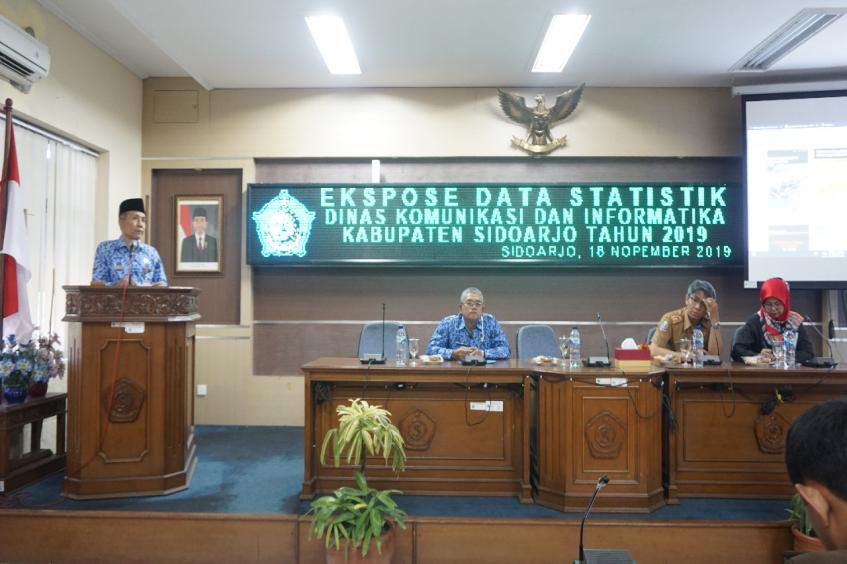 EKSPOSE DATA STATISTIK
DINAS KOMUNIKASI DAN INFORMATIKA
KABUPATEN SIDOARJO TAHUN 2019
SIDOARJO, 18 NOPEMBER 2019